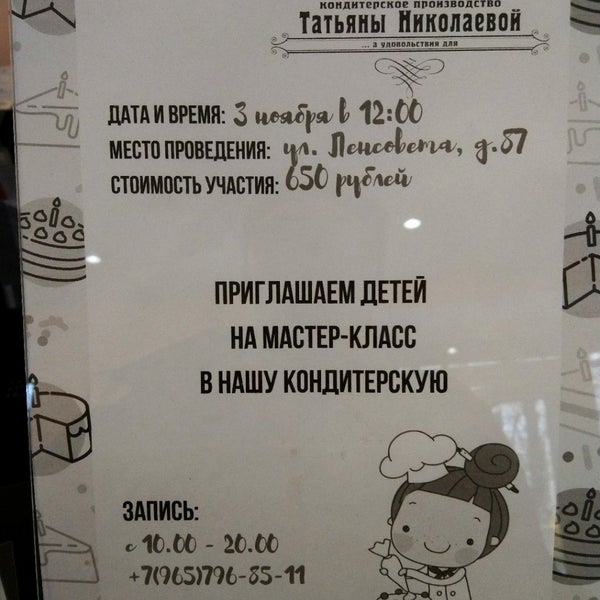 КОНДИТЕРСКОЕ ПРОИЗВОДСТВО
Татьяны Николаевой
... а удовольствия для
ДАТА И ВРЕМЯ: 3 ноября в 12:00
МЕСТО ПРОВЕДЕНИЯ: ул. Ленсовета, д.87
СТОИМОСТЬ УЧАСТИЯ: 650 рублей
ПРИГЛАШАЕМ ДЕТЕЙ
НА МАСТЕР-КЛАСС
В НАШУ КОНДИТЕРСКУЮ
ЗАПИСЬ:
с 10.00 - 20.00
+7(965)796-85-11